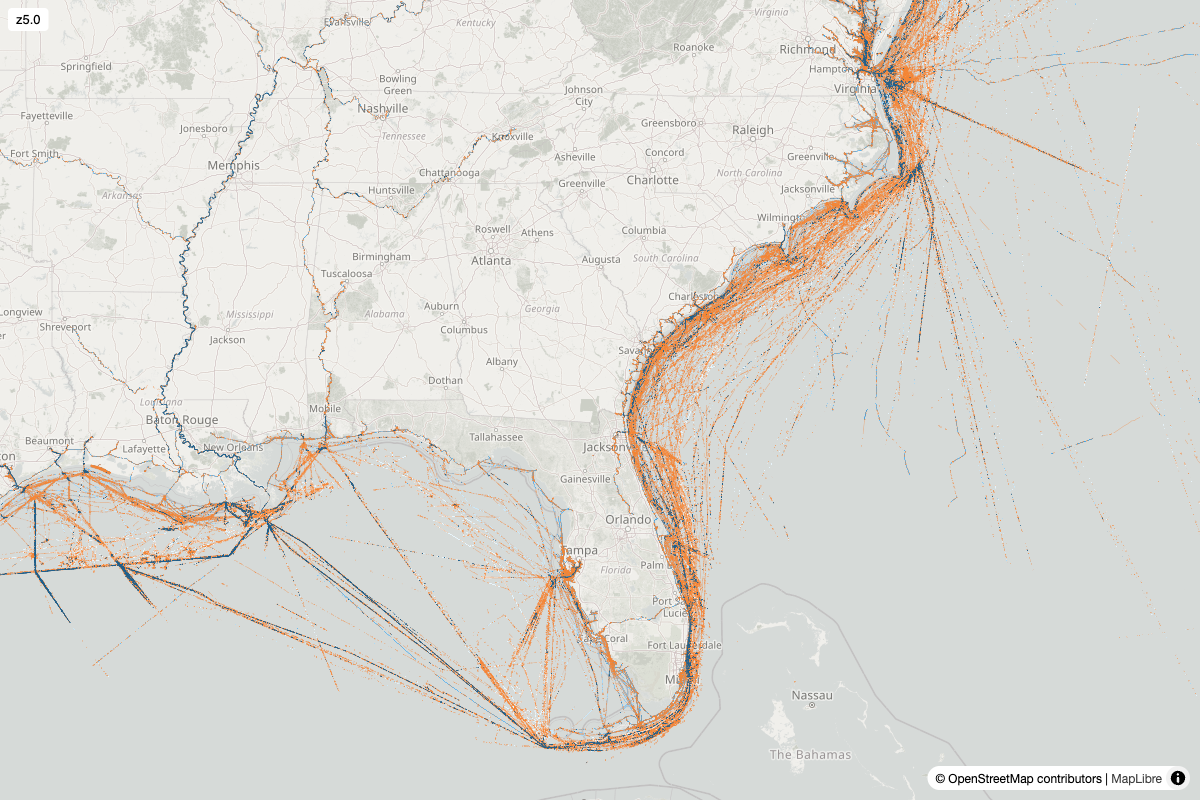 z5.0
Evansville
Kentucky
Virginia
Springfield
Roanoke
Richmond
Bowling
Green
Johnson
City
Hampton
Virginia
Fayetteville
Nashville
Jonesboro
Tennessee
Knoxville
Greensboro
Raleigh
Fort Smith
Memphis
Asheville
Concord
Greenville
Chattanooga
Huntsville
Greenville
Charlotte
North Carolina
Jacksonville
Arkansas
Wilmingt
Roswell
Athens
Columbia
Birmingham
Atlanta
Augusta
South Carolina
Tuscaloosa
Longview
Charleston
Shreveport
Mississippi
Alabama
Auburn
Georgia
Columbus
Jackson
Savan
Albany
Dothan
Louisiana
Mobile
Baton Rouge
Beaumont
Lafayette
New Orleans
Tallahassee
Jacksonv
Gainesville
Orlando
Tampa
Florida
Palm B
Port S
Lucie
Cape Coral
Fort Lauderdale
Mi
Nassau
The Bahamas
© OpenStreetMap contributors | MapLibre